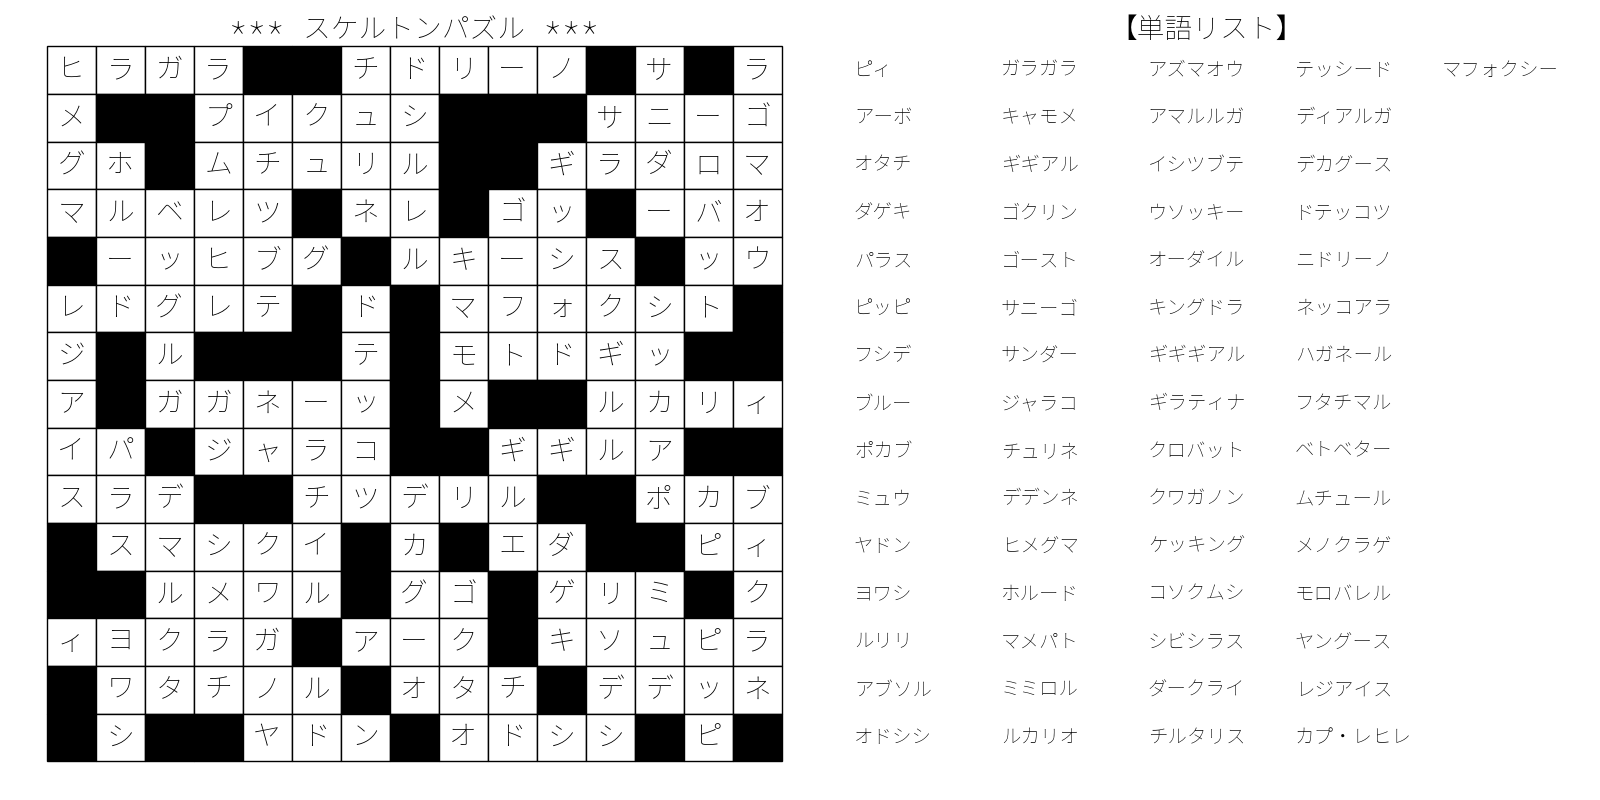 *** スケルトンパズル ***
【単語リスト】
ヒラガラ■■チドリーノ■サ■ラ
メ■■プイクュシ■■■サニーゴ
グホ■ムチュリル■■ギラダロマ
マルベレツ■ネレ■ゴッ■ーバオ
■ーッヒブグ■ルキーシス■ッウ
レドグレテ■ド■マフォクシト■
ジ■ル■■■テ■モトドギッ■■
ア■ガガネーッ■メ■■ルカリィ
イパ■ジャラコ■■ギギルア■■
スラデ■■チツデリル■■ポカブ
■スマシクイ■カ■エダ■■ピィ
■■ルメワル■グゴ■ゲリミ■ク
ィヨクラガ■アーク■キソュピラ
■ワタチノル■オタチ■デデッネ
■シ■■ヤドン■オドシシ■ピ■
ピィ ガラガラ アズマオウ テッシード マフォクシー
アーボ キャモメ アマルルガ ディアルガ
オタチ ギギアル イシツブテ デカグース
ダゲキ ゴクリン ウソッキー ドテッコツ
パラス ゴースト オーダイル ニドリーノ
ピッピ サニーゴ キングドラ ネッコアラ
フシデ サンダー ギギギアル ハガネール
ブルー ジャラコ ギラティナ フタチマル
ポカブ チュリネ クロバット ベトベター
ミュウ デデンネ クワガノン ムチュール
ヤドン ヒメグマ ケッキング メノクラゲ
ヨワシ ホルード コソクムシ モロバレル
ルリリ マメパト シビシラス ヤングース
アブソル ミミロル ダークライ レジアイス
オドシシ ルカリオ チルタリス カプ・レヒレ